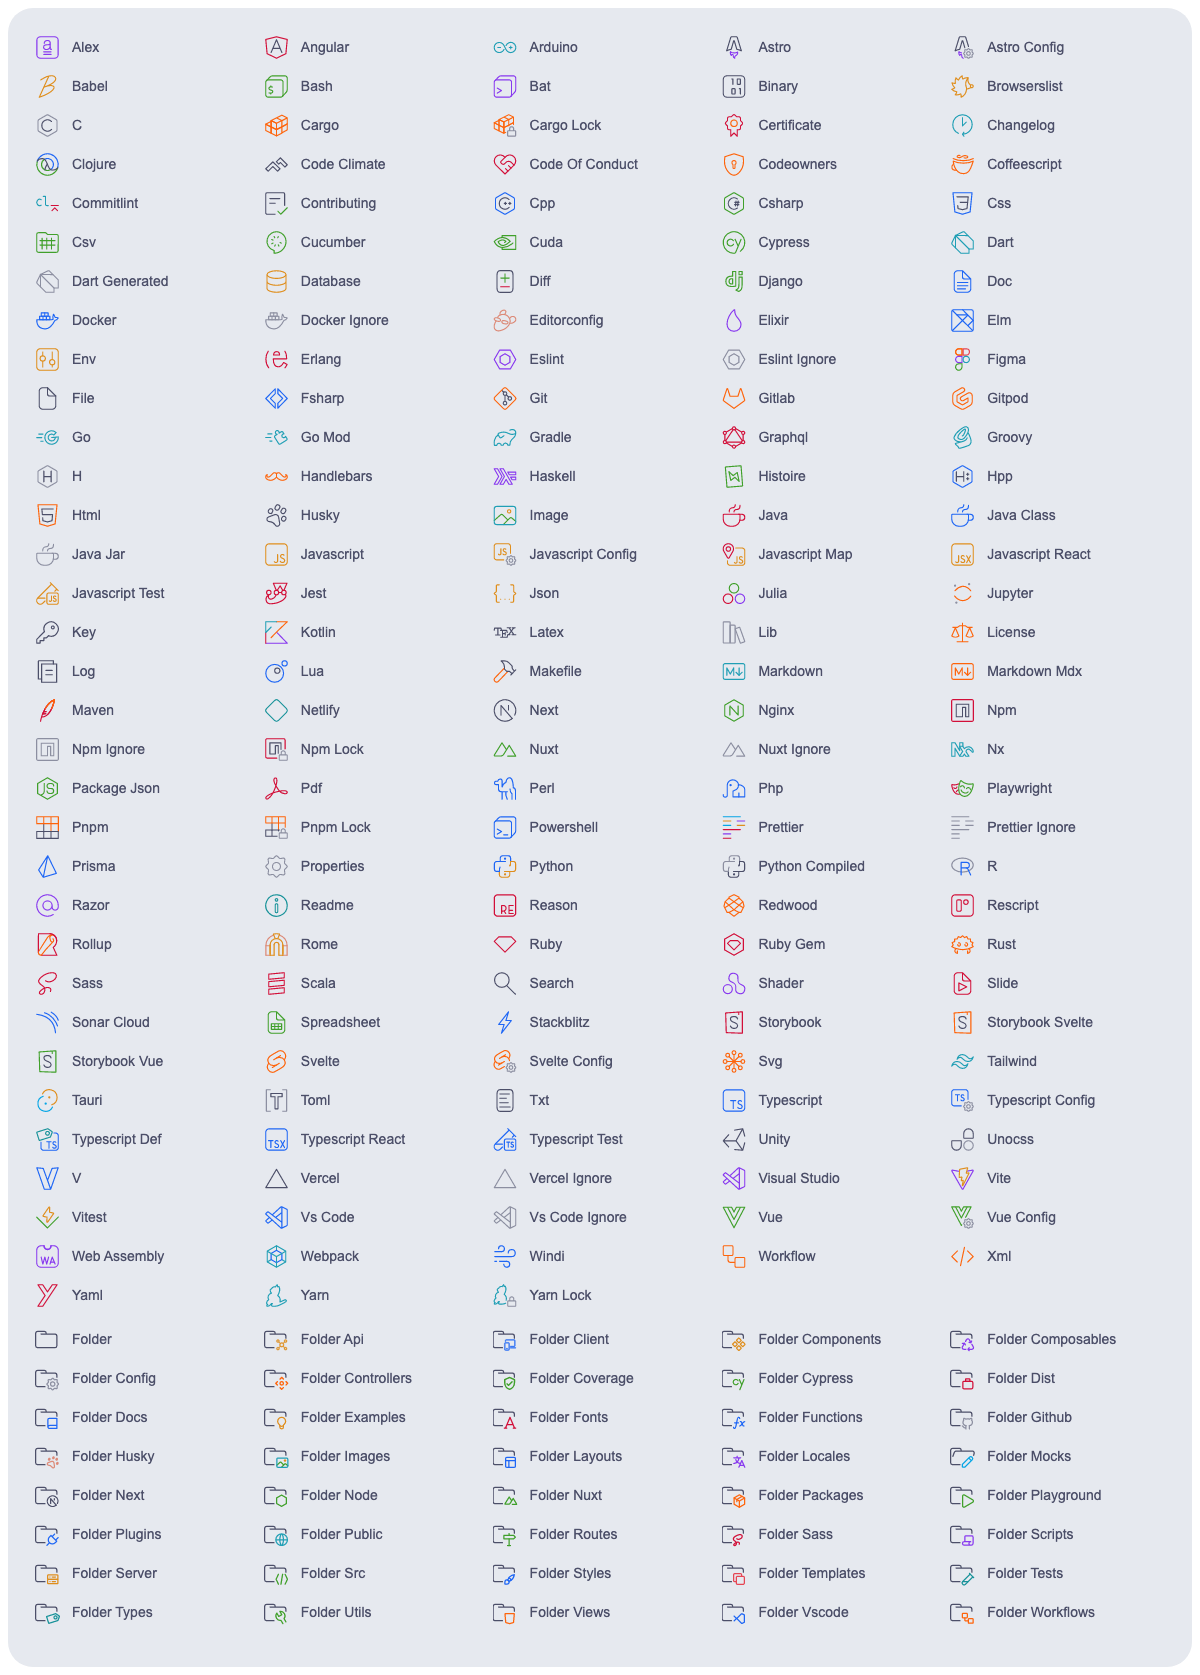 Alex Angular Arduino Astro Astro Config
Babel Bash Bat Binary Browserslist
C Cargo Cargo Lock Certificate Changelog
Clojure Code Climate Code Of Conduct Codeowners Coffeescript
Commitlint Contributing Cpp Csharp Css
Csv Cucumber Cuda Cypress Dart
Dart Generated Database Diff Django Doc
Docker Docker Ignore Editorconfig Elixir Elm
Env Erlang Eslint Eslint Ignore Figma
File Fsharp Git Gitlab Gitpod
Go Go Mod Gradle Graphql Groovy
H Handlebars Haskell Histoire Hpp
Html Husky Image Java Java Class
Java Jar Javascript Javascript Config Javascript Map Javascript React
Javascript Test Jest Json Julia Jupyter
Key Kotlin Latex Lib License
Log Lua Makefile Markdown Markdown Mdx
Maven Netlify Next Nginx Npm
Npm Ignore Npm Lock Nuxt Nuxt Ignore Nx
Package Json Pdf Perl Php Playwright
Pnpm Pnpm Lock Powershell Prettier Prettier Ignore
Prisma Properties Python Python Compiled R
Razor Readme Reason Redwood Rescript
Rollup Rome Ruby Ruby Gem Rust
Sass Scala Search Shader Slide
Sonar Cloud Spreadsheet Stackblitz Storybook Storybook Svelte
Storybook Vue Svelte Svelte Config Svg Tailwind
Tauri Toml Txt Typescript Typescript Config
Typescript Def Typescript React Typescript Test Unity Unocss
V Vercel Vercel Ignore Visual Studio Vite
Vitest Vs Code Vs Code Ignore Vue Vue Config
Web Assembly Webpack Windi Workflow Xml
Yaml Yarn Yarn Lock
Folder Folder Api Folder Client Folder Components Folder Composables
Folder Config Folder Controllers Folder Coverage Folder Cypress Folder Dist
Folder Docs Folder Examples Folder Fonts Folder Functions Folder Github
Folder Husky Folder Images Folder Layouts Folder Locales Folder Mocks
Folder Next Folder Node Folder Nuxt Folder Packages Folder Playground
Folder Plugins Folder Public Folder Routes Folder Sass Folder Scripts
Folder Server Folder Src Folder Styles Folder Templates Folder Tests
Folder Types Folder Utils Folder Views Folder Vscode Folder Workflows